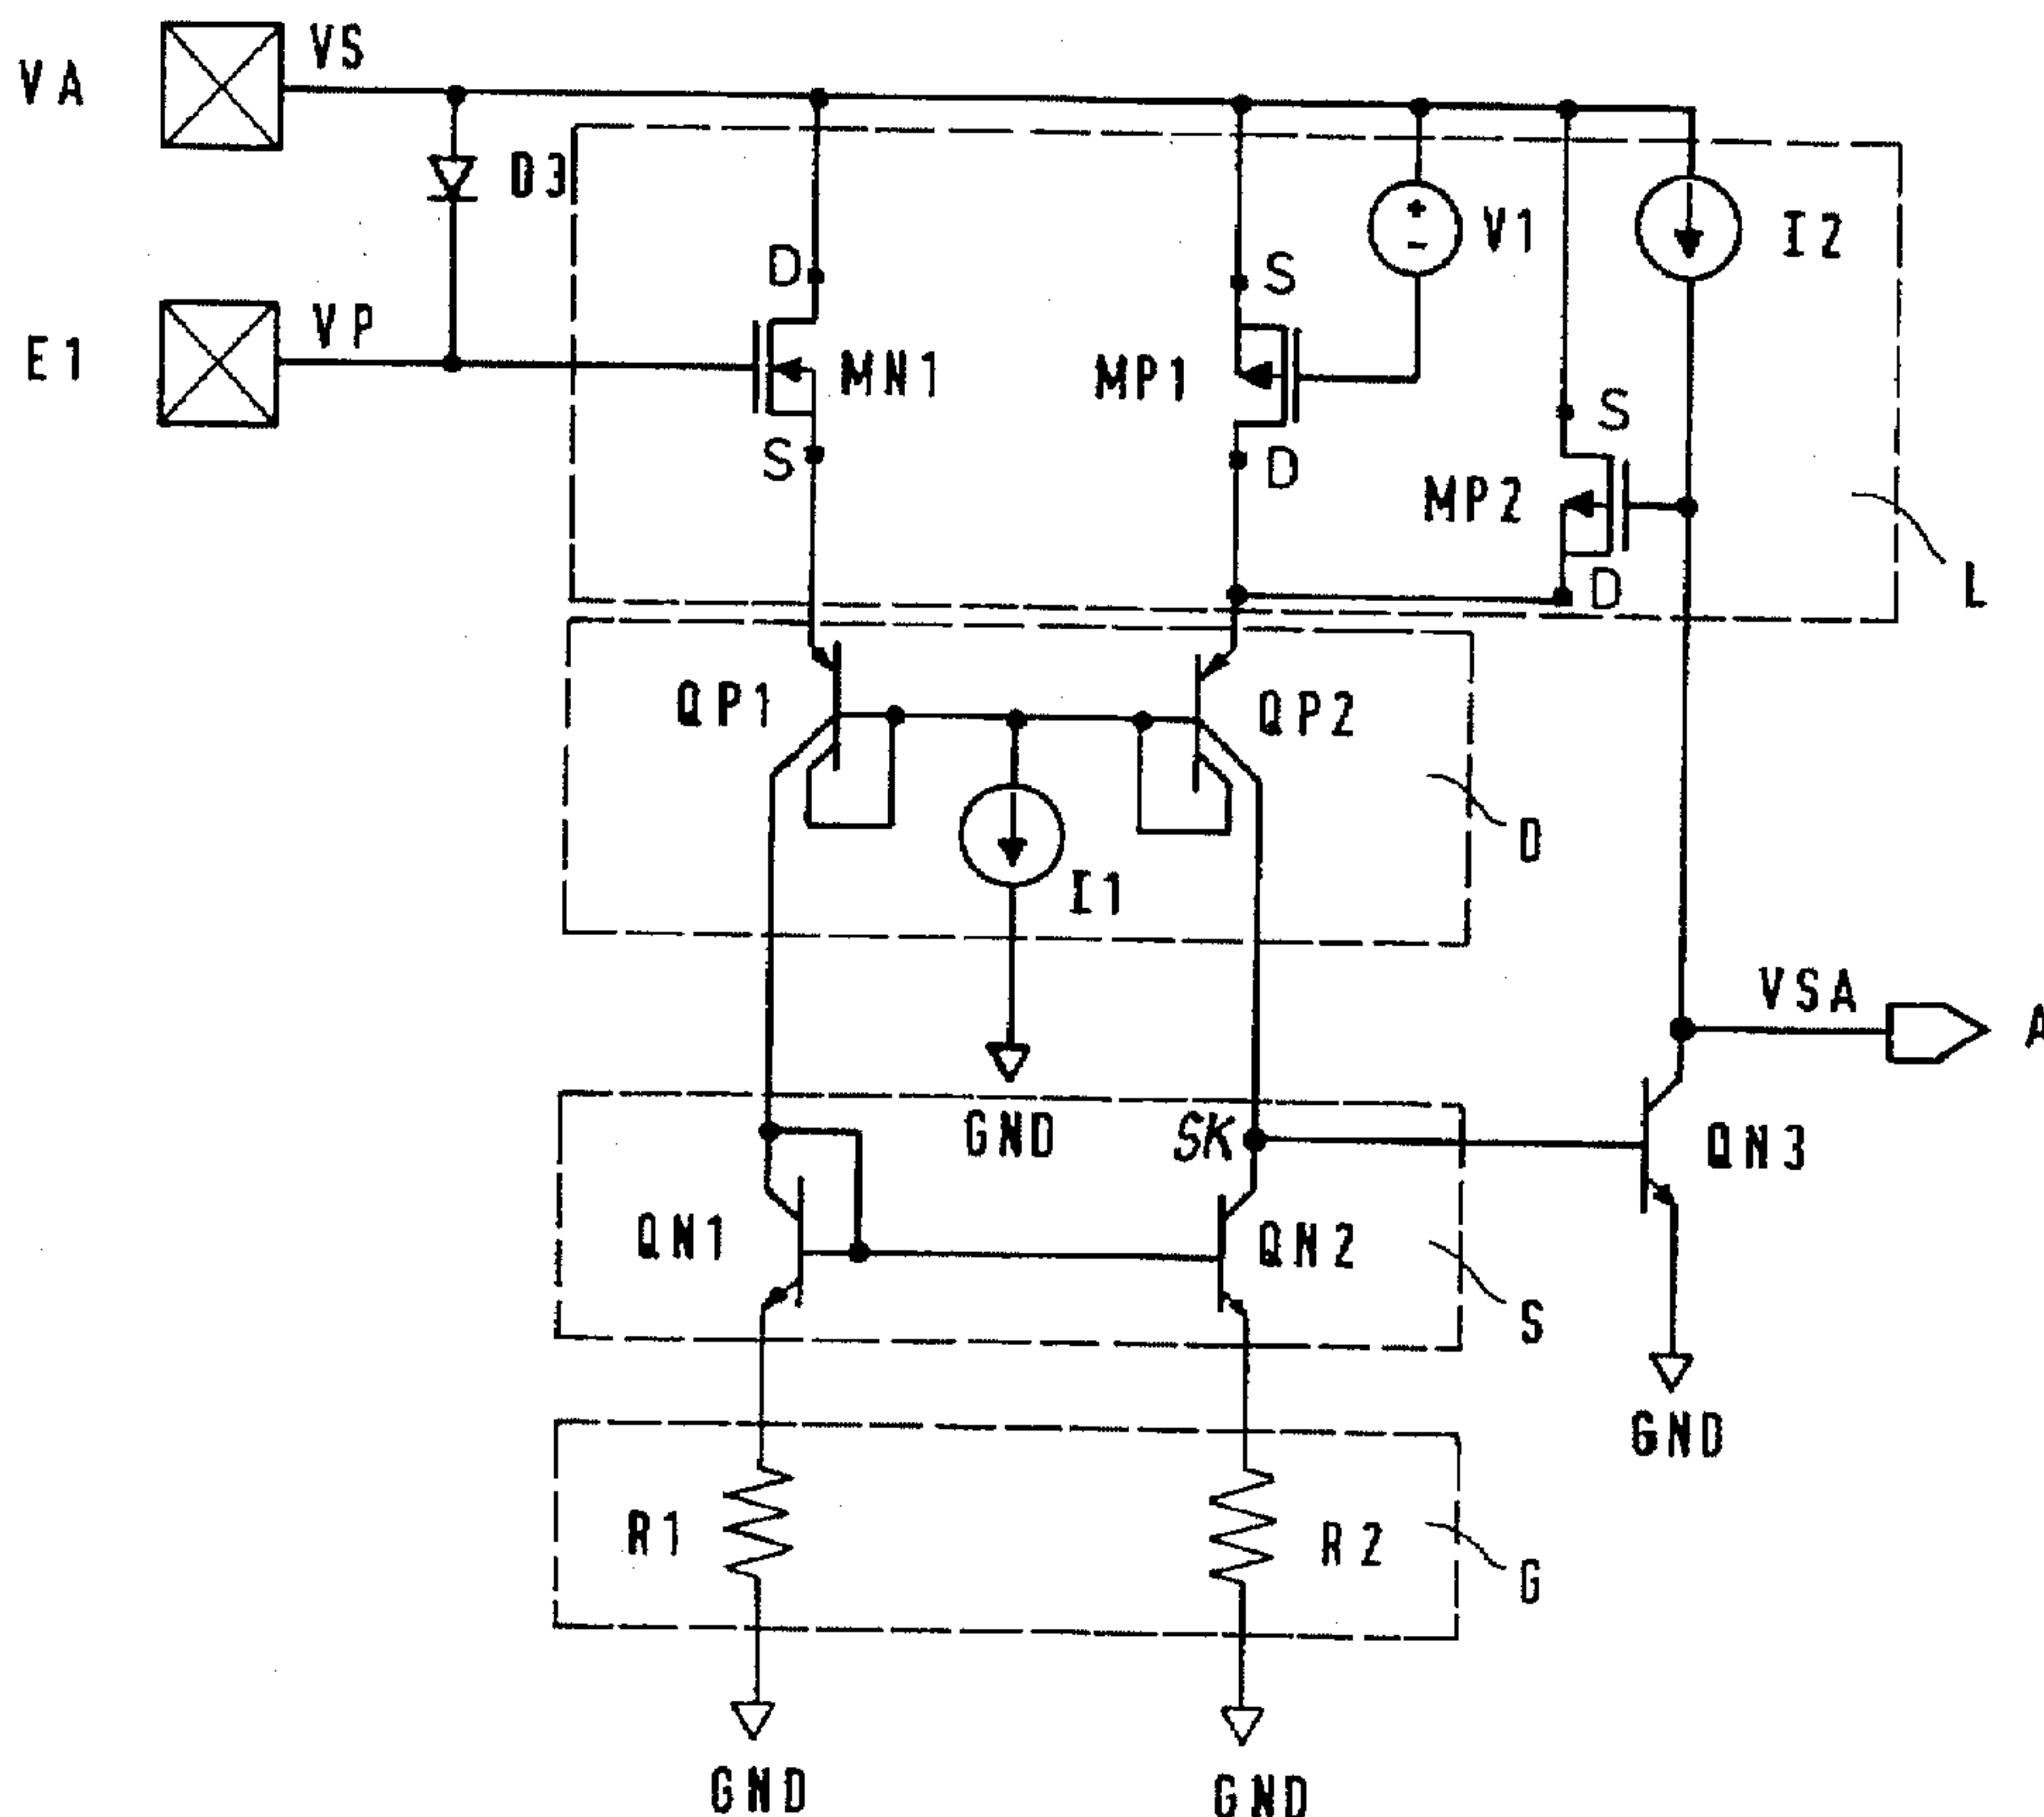 VS
VA
D3
V1
I2
D
S
VP
E1
MN1
MP1
S
S
D
MP2
D
L
QP1
QP2
D
I1
VSA
A
GND
SK
QN3
QN1
QN2
S
GND
R1
R2
G
GND
GND